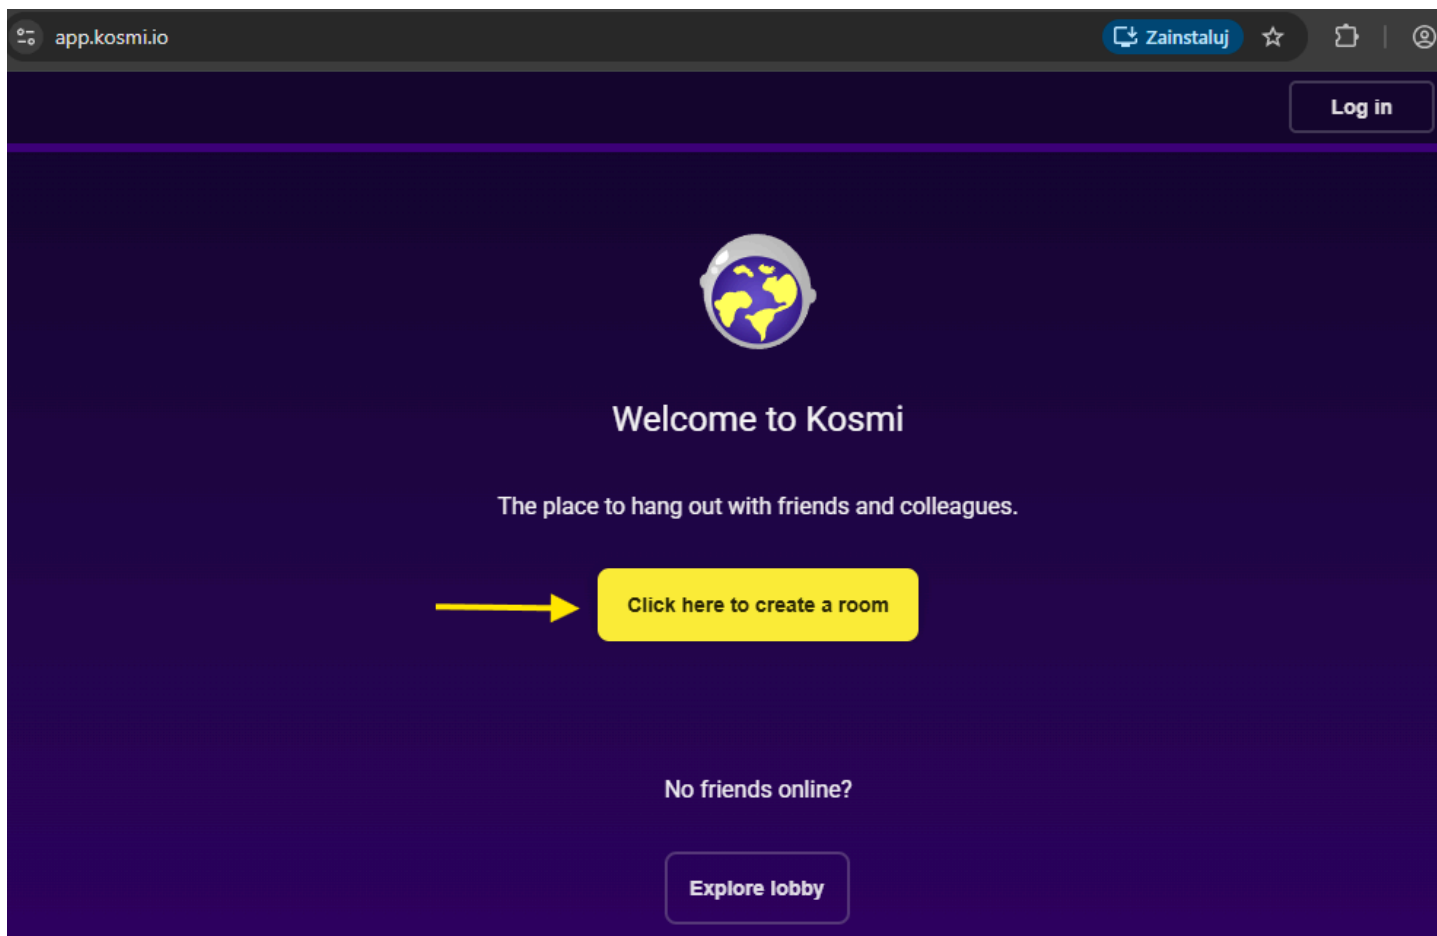 app.kosmi.io
Zainstaluj
Log in
Welcome to Kosmi
The place to hang out with friends and colleagues.
Click here to create a room
No friends online?
Explore lobby